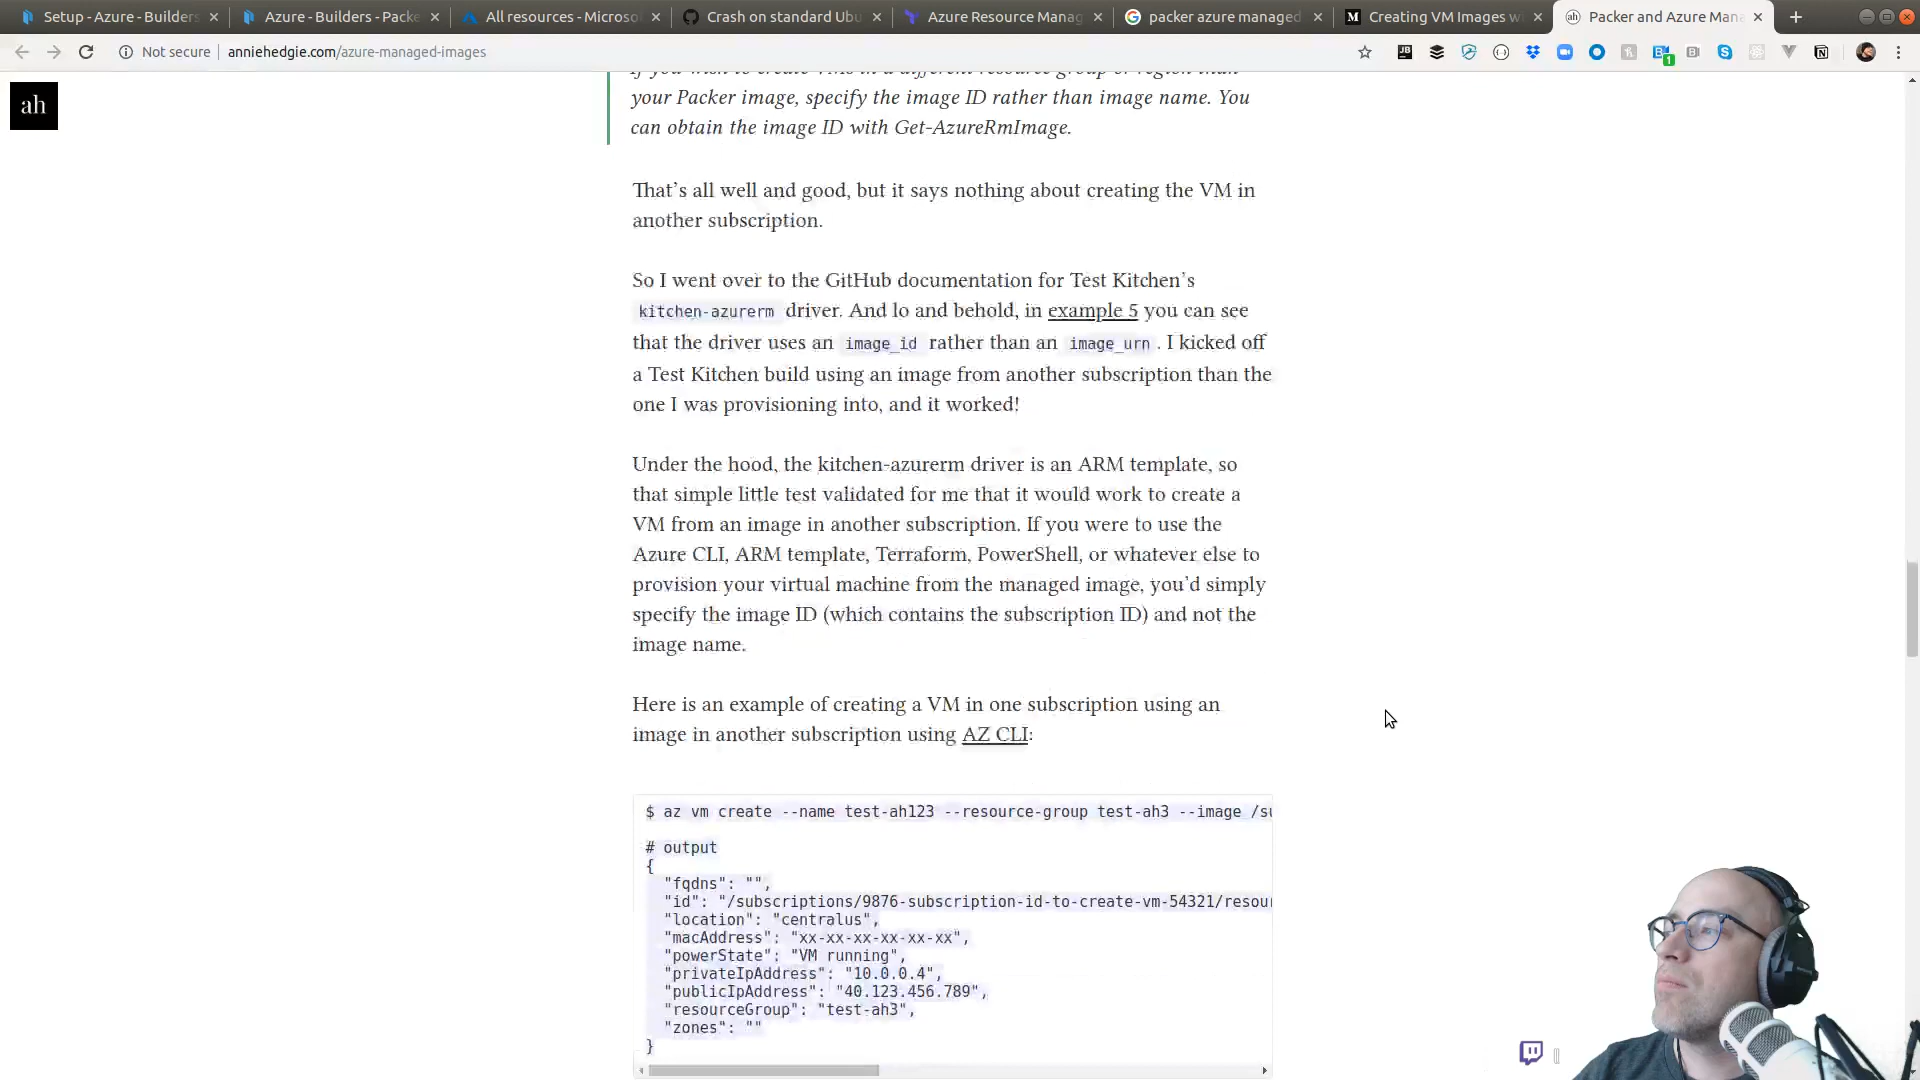 Setup - Azure - Builders
Azure - Builders - Packe
All resources - Microso
Crash on standard Ubu
Azure Resource Manag
packer azure managed
Creating VM Images w
Packer and Azure Man
Not secure
anniehedgie.com/azure-managed-images
ah
your Packer image, specify the image ID rather than image name. You
can obtain the image ID with Get-AzureRmImage.
That's all well and good, but it says nothing about creating the VM in
another subscription.
So I went over to the GitHub documentation for Test Kitchen's
kitchen-azurerm driver. And lo and behold, in example 5 you can see
that the driver uses an image_id rather than an image_urn . I kicked off
a Test Kitchen build using an image from another subscription than the
one I was provisioning into, and it worked!
Under the hood, the kitchen-azurerm driver is an ARM template, so
that simple little test validated for me that it would work to create a
VM from an image in another subscription. If you were to use the
Azure CLI, ARM template, Terraform, PowerShell, or whatever else to
provision your virtual machine from the managed image, you'd simply
specify the image ID (which contains the subscription ID) and not the
image name.
Here is an example of creating a VM in one subscription using an
image in another subscription using AZ CLI:
$ az vm create --name test-ah123 --resource-group test-ah3 --image /su
# output
{
"fqdns": "",
"id": "/subscriptions/9876-subscription-id-to-create-vm-54321/resour
"location": "centralus",
"macAddress": "xx-xx-xx-xx-xx-xx",
"powerState": "VM running",
"privateIpAddress": "10.0.0.4",
"publicIpAddress": "40.123.456.789",
"resourceGroup": "test-ah3",
"zones": ""
}